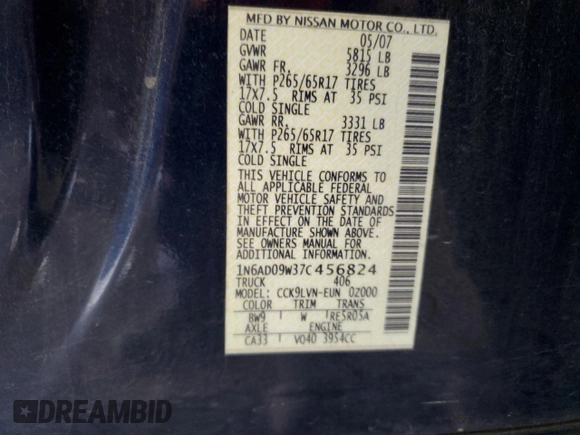 MFD BY NISSAN MOTOR CO., LTD.
DATE 05/07
GVWR 5815 LB
GAWR FR. 3296 LB
WITH P265/65R17 TIRES
17X7.5 RIMS AT 35 PSI
COLD SINGLE
GAWR RR. 3331 LB
WITH P265/65R17 TIRES
17X7.5 RIMS AT 35 PSI
COLD SINGLE
THIS VEHICLE CONFORMS TO
ALL APPLICABLE FEDERAL
MOTOR VEHICLE SAFETY AND
THEFT PREVENTION STANDARDS
IN EFFECT ON THE DATE OF
MANUFACTURE SHOWN ABOVE.
SEE OWNERS MANUAL FOR
ADDITIONAL INFORMATION.
1N6AD09W37C456824
TRUCK 406
MODEL: CCK9LVN-EUN 0Z000
COLOR TRIM TRANS
BW9 W RE5R05A
AXLE ENGINE
CA33 VQ40 3954CC
DREAMBID